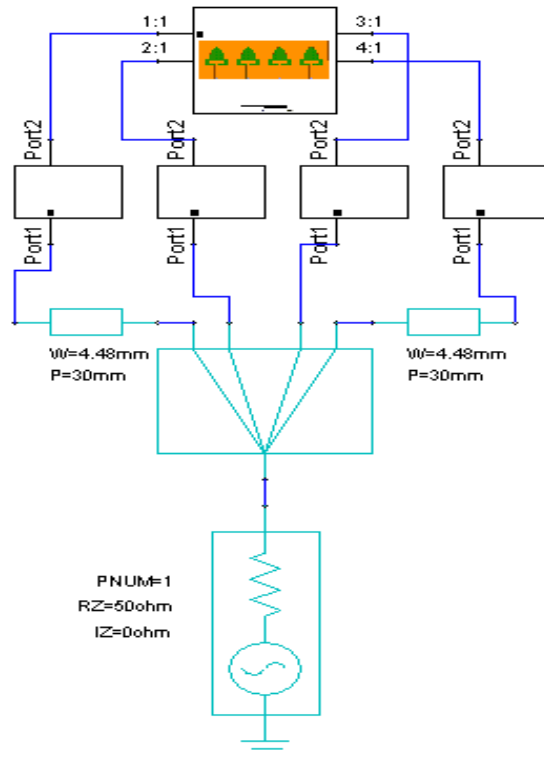 1:1
3:1
2:1
4:1
Port2
Port2
Port2
Port2
Port1
Port1
Port1
Port1
W=4.48mm
P=30mm
W=4.48mm
P=30mm
PNUM=1
RZ=50ohm
IZ=0ohm